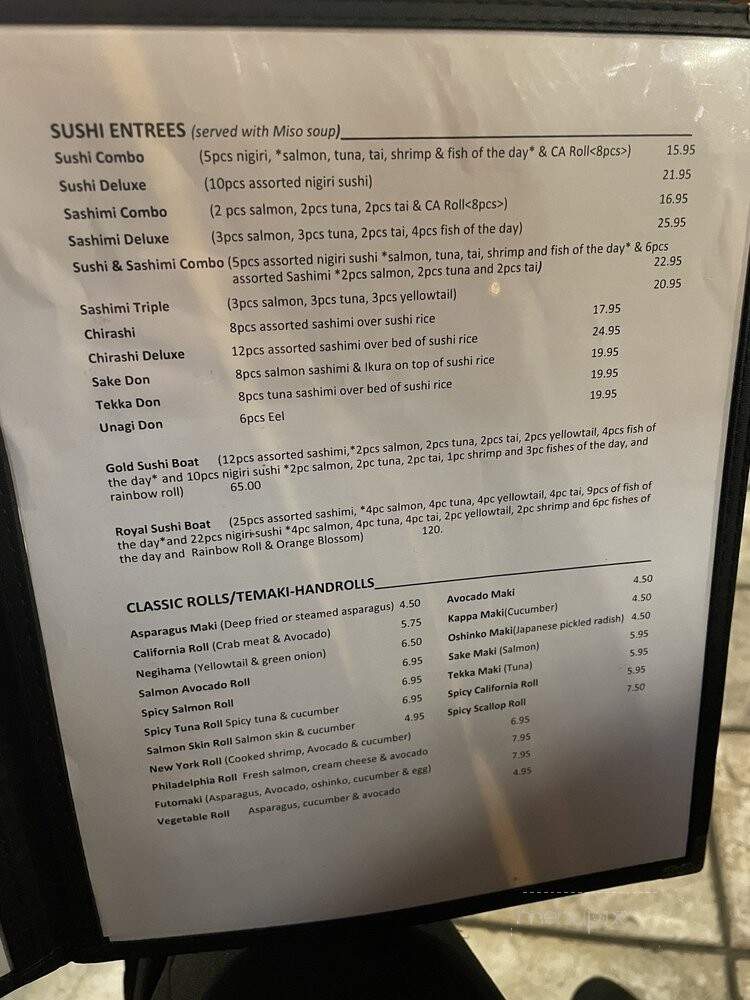 SUSHI ENTREES (served with Miso soup)
Sushi Combo (5pcs nigiri, *salmon, tuna, tai, shrimp & fish of the day* & CA Roll<8pcs>) 15.95
Sushi Deluxe (10pcs assorted nigiri sushi) 21.95
Sashimi Combo (2 pcs salmon, 2pcs tuna, 2pcs tai & CA Roll<8pcs>) 16.95
Sashimi Deluxe (3pcs salmon, 3pcs tuna, 2pcs tai, 4pcs fish of the day) 25.95
Sushi & Sashimi Combo (5pcs assorted nigiri sushi *salmon, tuna, tai, shrimp and fish of the day* & 6pcs
assorted Sashimi *2pcs salmon, 2pcs tuna and 2pcs tai) 22.95
Sashimi Triple (3pcs salmon, 3pcs tuna, 3pcs yellowtail) 20.95
Chirashi 8pcs assorted sashimi over sushi rice 17.95
Chirashi Deluxe 12pcs assorted sashimi over bed of sushi rice 24.95
Sake Don 8pcs salmon sashimi & Ikura on top of sushi rice 19.95
Tekka Don 8pcs tuna sashimi over bed of sushi rice 19.95
Unagi Don 6pcs Eel 19.95
Gold Sushi Boat (12pcs assorted sashimi,*2pcs salmon, 2pcs tuna, 2pcs tai, 2pcs yellowtail, 4pcs fish of
the day* and 10pcs nigiri sushi *2pc salmon, 2pc tuna, 2pc tai, 1pc shrimp and 3pc fishes of the day, and
rainbow roll) 65.00
Royal Sushi Boat (25pcs assorted sashimi, *4pc salmon, 4pc tuna, 4pc yellowtail, 4pc tai, 9pcs of fish of
the day*and 22pcs nigiri-sushi *4pc salmon, 4pc tuna, 4pc tai, 2pc yellowtail, 2pc shrimp and 6pc fishes of
the day and Rainbow Roll & Orange Blossom) 120.
CLASSIC ROLLS/TEMAKI-HANDROLLS
Asparagus Maki (Deep fried or steamed asparagus) 4.50
California Roll (Crab meat & Avocado) 5.75
Negihama (Yellowtail & green onion) 6.50
Salmon Avocado Roll 6.95
Spicy Salmon Roll 6.95
Spicy Tuna Roll Spicy tuna & cucumber 6.95
Salmon Skin Roll Salmon skin & cucumber 4.95
New York Roll (Cooked shrimp, Avocado & cucumber) 6.95
Philadelphia Roll Fresh salmon, cream cheese & avocado 7.95
Futomaki (Asparagus, Avocado, oshinko, cucumber & egg) 7.95
Vegetable Roll Asparagus, cucumber & avocado 4.95
Avocado Maki 4.50
Kappa Maki(Cucumber) 4.50
Oshinko Maki(Japanese pickled radish) 4.50
Sake Maki (Salmon) 5.95
Tekka Maki (Tuna) 5.95
Spicy California Roll 5.95
Spicy Scallop Roll 7.50
menupix